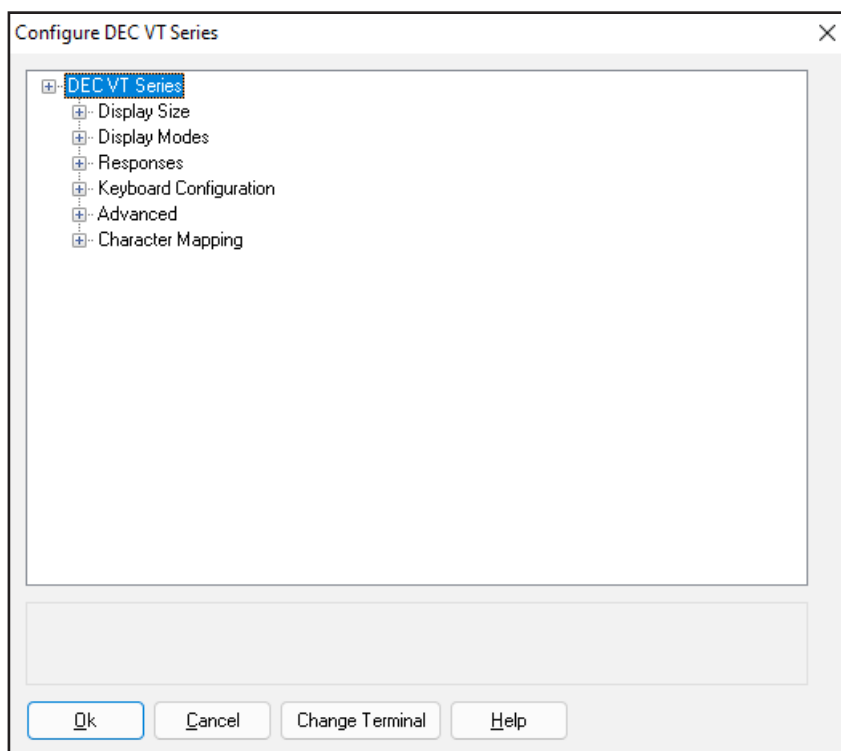 Configure DEC VT Series
DEC VT Series
Display Size
Display Modes
Responses
Keyboard Configuration
Advanced
Character Mapping
Ok Cancel Change Terminal Help